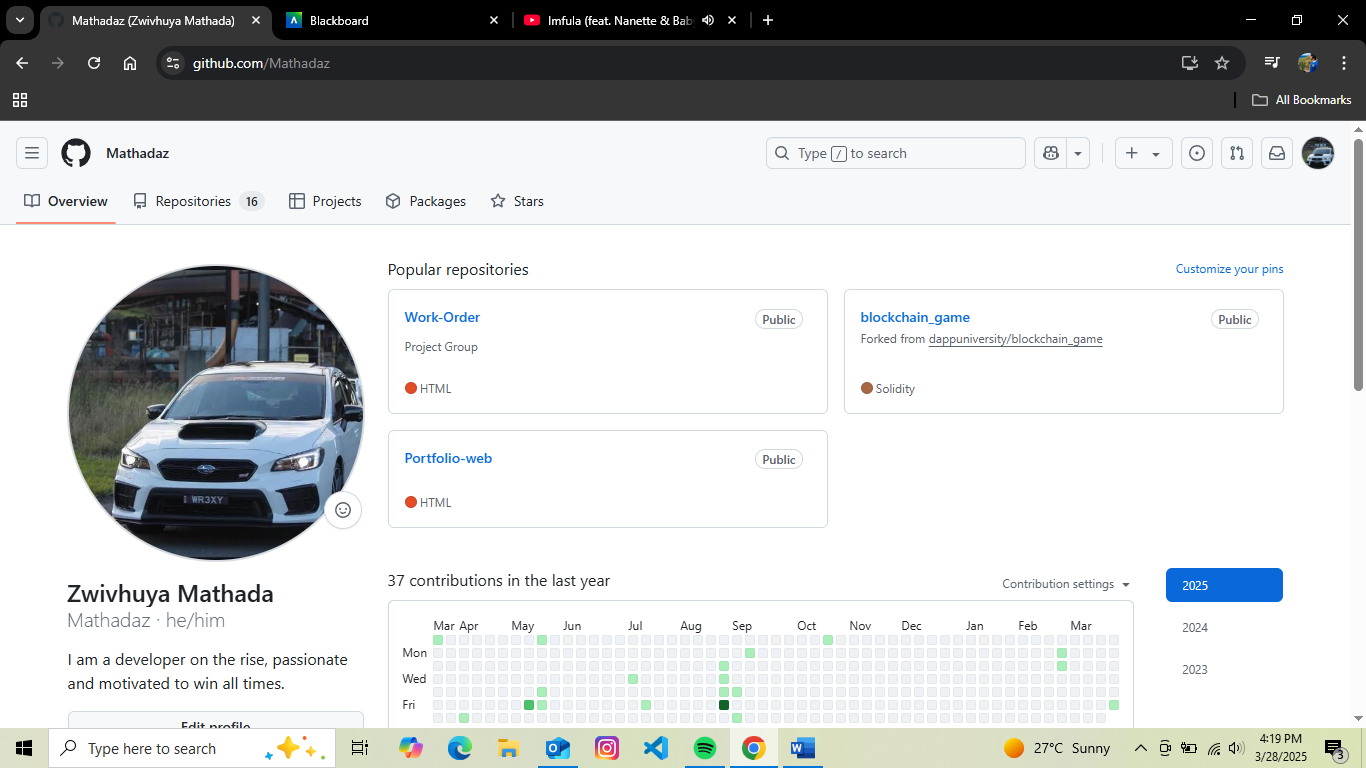 Mathadaz (Zwivhuya Mathada)
Blackboard
Imfula (feat. Nanette & Bab
github.com/Mathadaz
All Bookmarks
Mathadaz
Type / to search
Overview
Repositories 16
Projects
Packages
Stars
Popular repositories
Customize your pins
Work-Order
Public
Project Group
HTML
blockchain_game
Public
Forked from dappuniversity/blockchain_game
Solidity
Portfolio-web
Public
HTML
WR3XY
Zwivhuya Mathada
Mathadaz · he/him
I am a developer on the rise, passionate
and motivated to win all times.
Edit profile
37 contributions in the last year
Contribution settings
2025
2024
2023
Mar Apr May Jun Jul Aug Sep Oct Nov Dec Jan Feb Mar
Mon
Wed
Fri
Type here to search
27°C Sunny
4:19 PM
3/28/2025
3